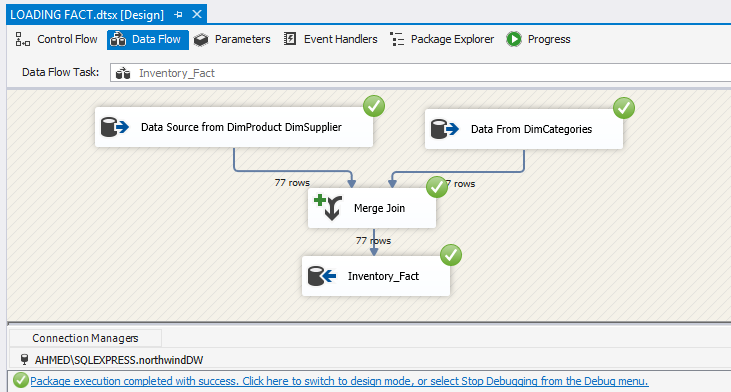 LOADING FACT.dtsx [Design]
Control Flow Data Flow Parameters Event Handlers Package Explorer Progress
Data Flow Task: Inventory_Fact
Data Source from DimProduct DimSupplier
Data From DimCategories
77 rows
rows
Merge Join
77 rows
Inventory_Fact
Connection Managers
AHMED\SQLEXPRESS.northwindDW
Package execution completed with success. Click here to switch to design mode, or select Stop Debugging from the Debug menu.